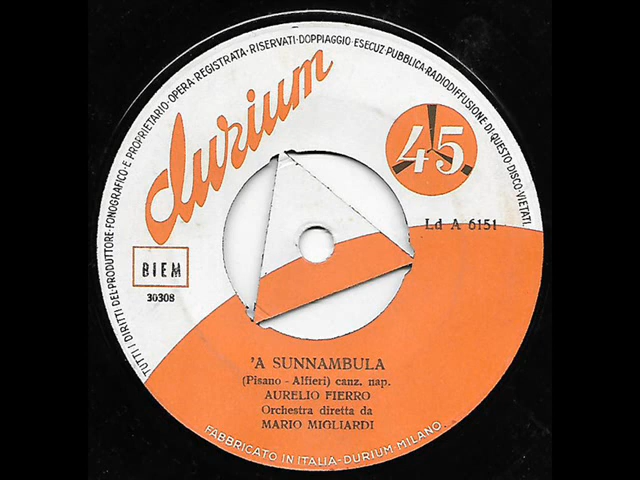 TUTTI I DIRITTI DEL PRODUTTORE FONOGRAFICO E PROPRIETARIO OPERA REGISTRATA RISERVATI·DOPPIAGGIO·ESECUZ·PUBBLICA·RADIODIFFUSIONE DI QUESTO DISCO VIETATI.
durium
45
Ld A 6151
BIEM
30308
'A SUNNAMBULA
(Pisano - Alfieri) canz. nap.
AURELIO FIERRO
Orchestra diretta da
MARIO MIGLIARDI
FABBRICATO IN ITALIA-DURIUM-MILANO.